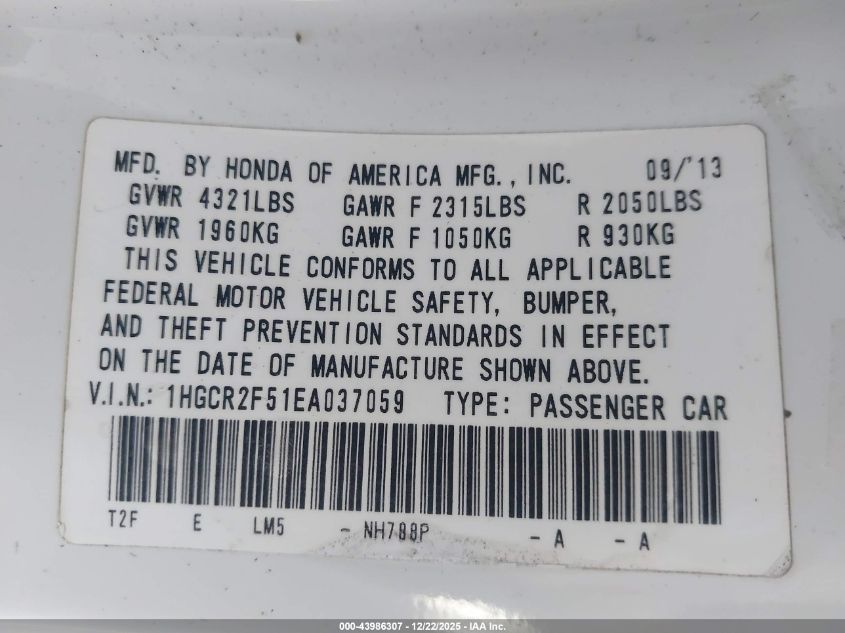 MFD. BY HONDA OF AMERICA MFG., INC. 09/'13
GVWR 4321LBS GAWR F 2315LBS R 2050LBS
GVWR 1960KG GAWR F 1050KG R 930KG
THIS VEHICLE CONFORMS TO ALL APPLICABLE
FEDERAL MOTOR VEHICLE SAFETY, BUMPER,
AND THEFT PREVENTION STANDARDS IN EFFECT
ON THE DATE OF MANUFACTURE SHOWN ABOVE.
V.I.N.: 1HGCR2F51EA037059 TYPE: PASSENGER CAR
T2F E LM5 - NH788P - A - A
000-43986307 - 12/22/2025 - IAA Inc.